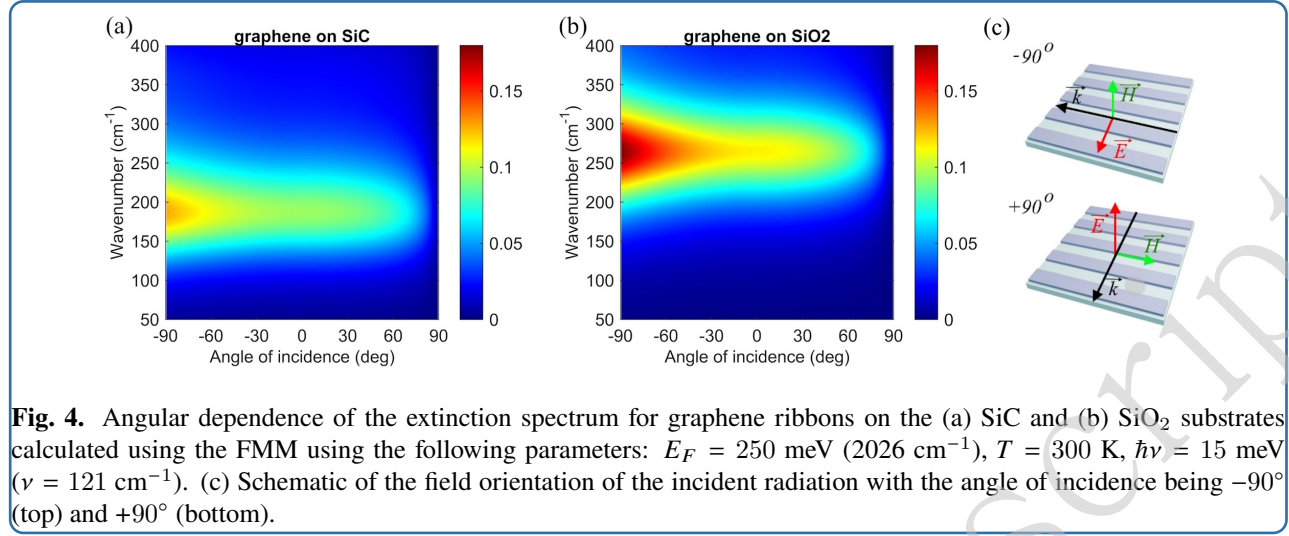 (a)
graphene on SiC
400
350
300
250
200
150
100
50
Wavenumber (cm⁻¹)
-90 -60 -30 0 30 60 90
Angle of incidence (deg)
0.15
0.1
0.05
0
(b)
graphene on SiO2
400
350
300
250
200
150
100
50
Wavenumber (cm⁻¹)
-90 -60 -30 0 30 60 90
Angle of incidence (deg)
0.15
0.1
0.05
0
(c)
-90°
k⃗
H⃗
E⃗
+90°
E⃗
H⃗
k⃗
Fig. 4. Angular dependence of the extinction spectrum for graphene ribbons on the (a) SiC and (b) SiO₂ substrates
calculated using the FMM using the following parameters: E_F = 250 meV (2026 cm⁻¹), T = 300 K, ħν = 15 meV
(ν = 121 cm⁻¹). (c) Schematic of the field orientation of the incident radiation with the angle of incidence being −90°
(top) and +90° (bottom).
script